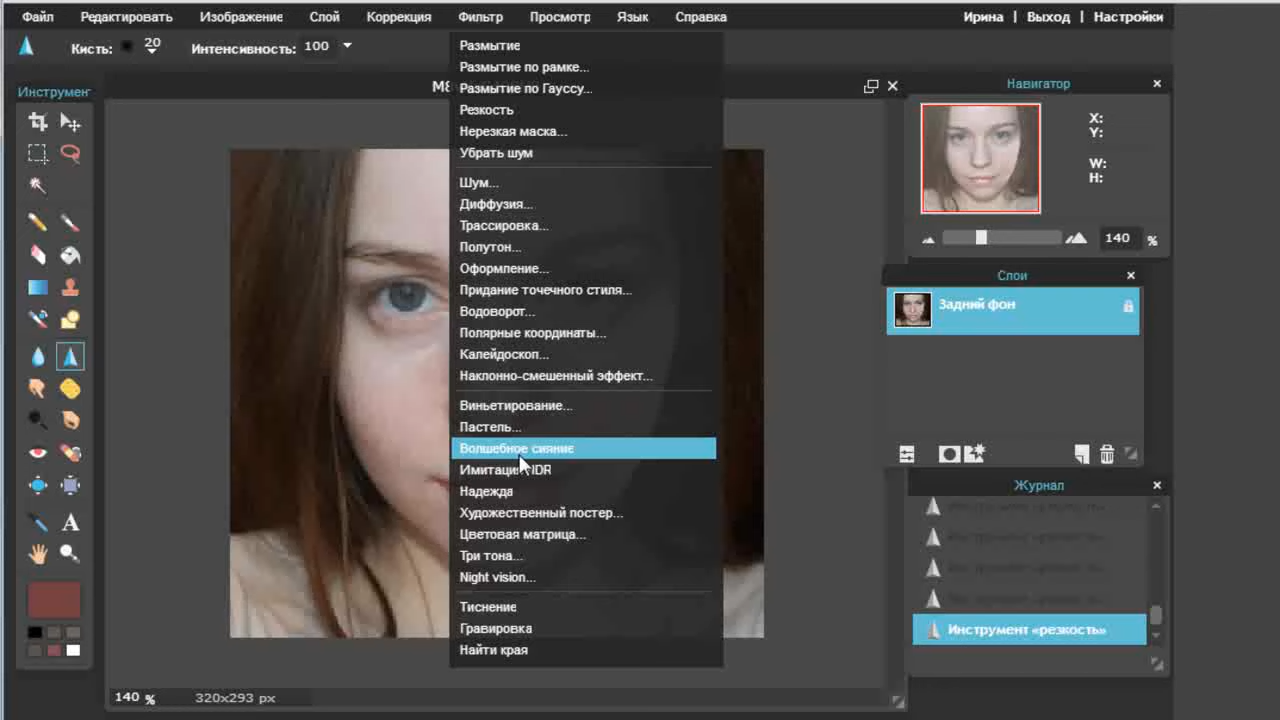 Файл Редактировать Изображение Слой Коррекция Фильтр Просмотр Язык Справка Ирина | Выход | Настройки
Кисть: 20 Интенсивность: 100
Инструмент
Размытие
Размытие по рамке...
Размытие по Гауссу...
Резкость
Нерезкая маска...
Убрать шум
Шум...
Диффузия...
Трассировка...
Полутон...
Оформление...
Придание точечного стиля...
Водоворот...
Полярные координаты...
Калейдоскоп...
Наклонно-смешенный эффект...
Виньетирование...
Пастель...
Волшебное сияние
Имитация HDR
Надежда
Художественный постер...
Цветовая матрица...
Три тона...
Night vision...
Тиснение
Гравировка
Найти края
Навигатор
X:
Y:
W:
H:
140 %
Слои
Задний фон
Журнал
Инструмент «резкость»
140 % 320x293 px